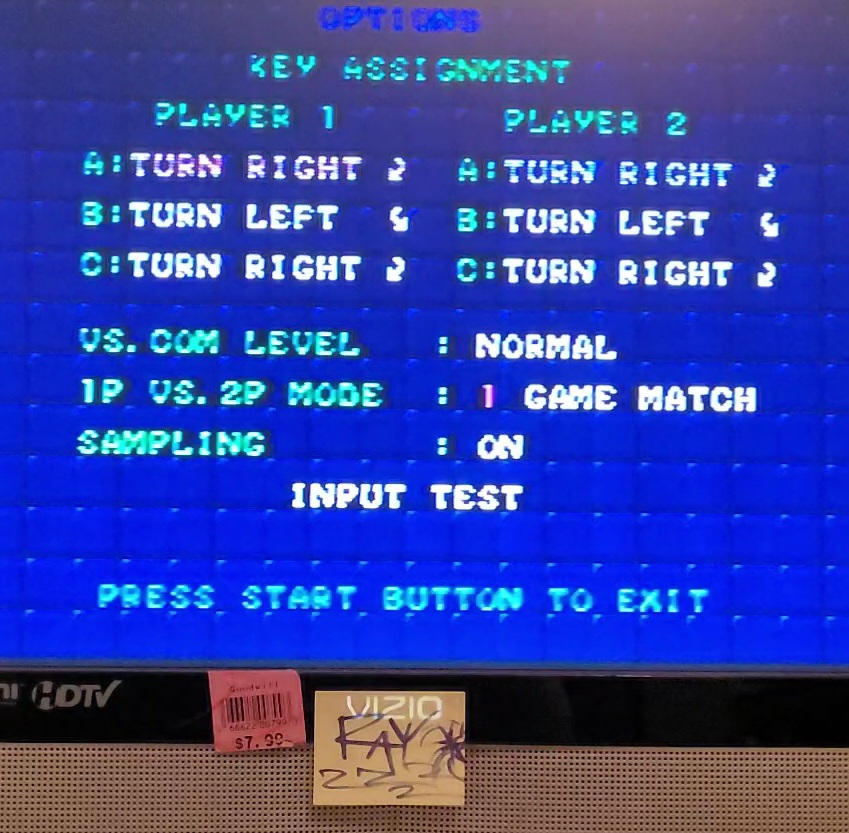 OPTIONS
KEY ASSIGNMENT
PLAYER 1 PLAYER 2
A:TURN RIGHT A:TURN RIGHT
B:TURN LEFT B:TURN LEFT
C:TURN RIGHT C:TURN RIGHT
VS.COM LEVEL : NORMAL
1P VS.2P MODE : 1 GAME MATCH
SAMPLING : ON
INPUT TEST
PRESS START BUTTON TO EXIT
HDTV
Goodwill
$7.99
VIZIO
KAY